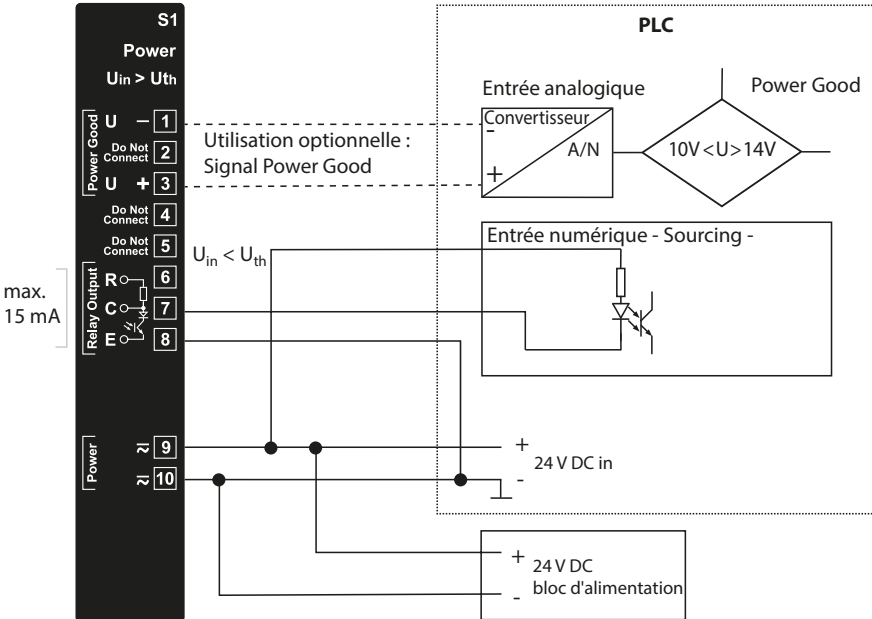 S1
Power
Uin > Uth
Power Good
U − 1
Do Not
Connect 2
U + 3
Do Not
Connect 4
Do Not
Connect 5
Relay Output
R 6
C 7
E 8
Power
≂ 9
≂ 10
max.
15 mA
Utilisation optionnelle :
Signal Power Good
Uin < Uth
PLC
Entrée analogique
Convertisseur
-
+
A/N
Power Good
10V <U> 14V
Entrée numérique - Sourcing -
+
24 V DC in
-
+
24 V DC
bloc d'alimentation
-